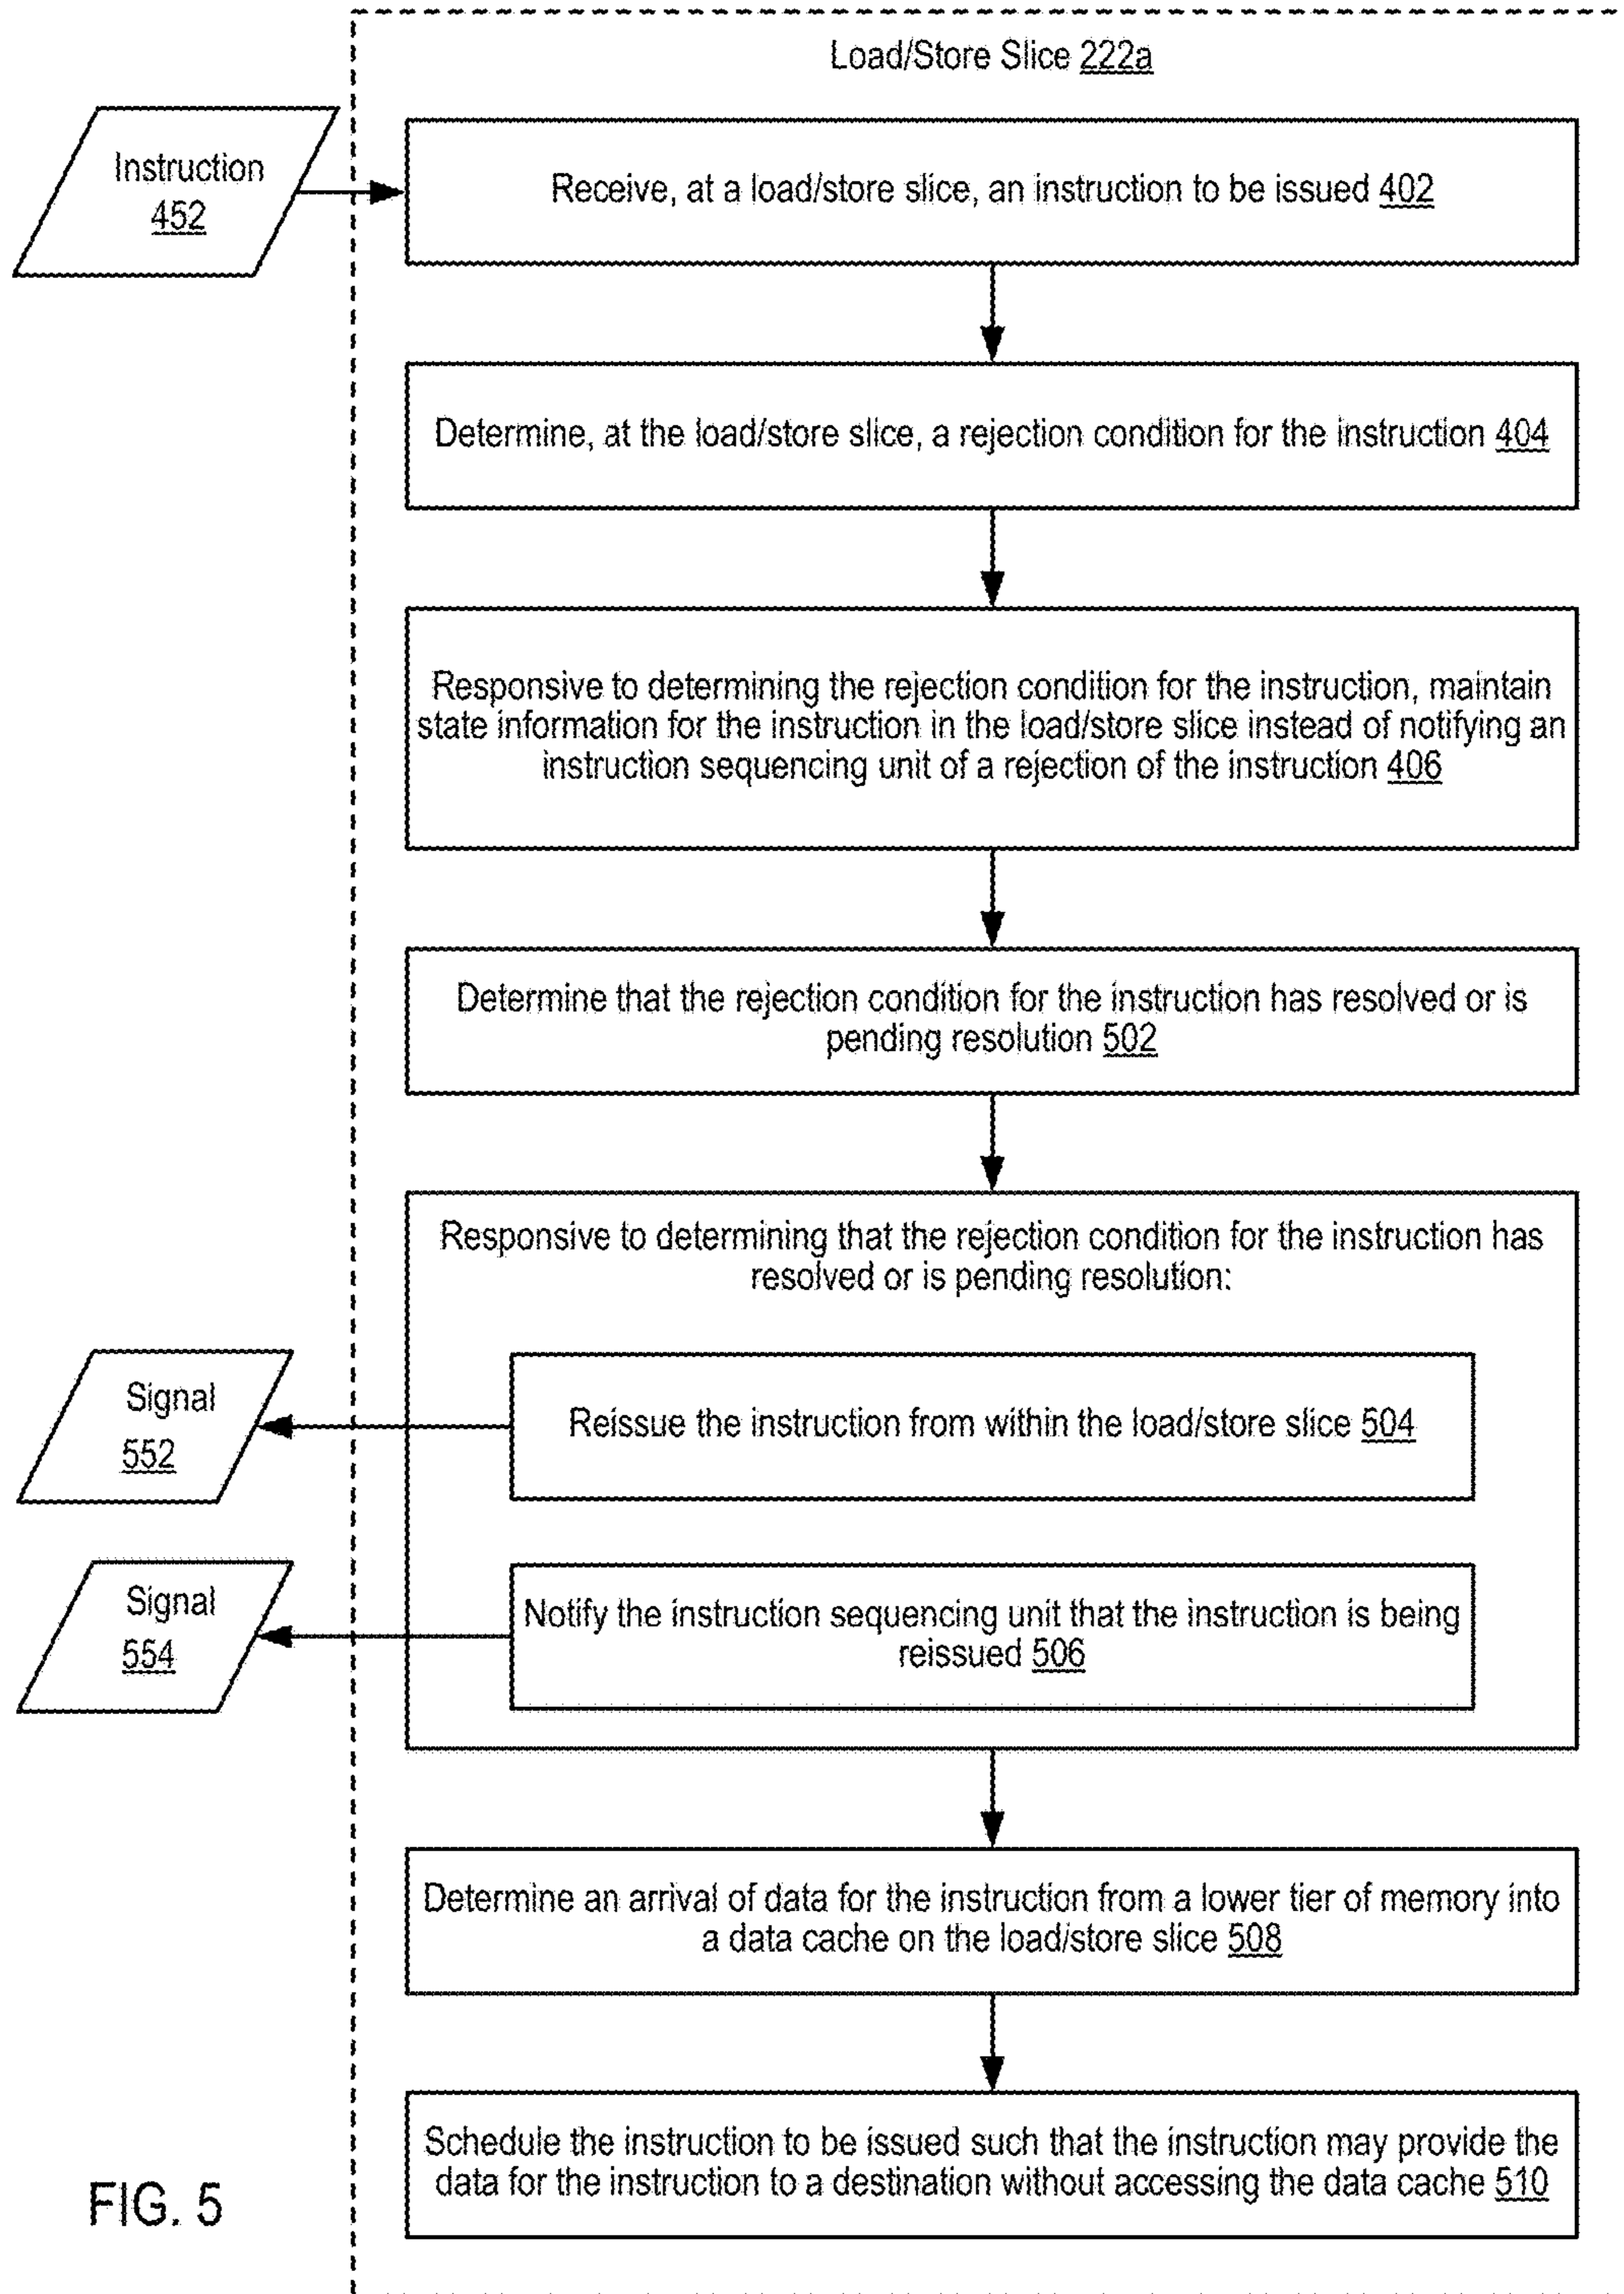 Load/Store Slice 222a
Instruction
452
Receive, at a load/store slice, an instruction to be issued 402
Determine, at the load/store slice, a rejection condition for the instruction 404
Responsive to determining the rejection condition for the instruction, maintain
state information for the instruction in the load/store slice instead of notifying an
instruction sequencing unit of a rejection of the instruction 406
Determine that the rejection condition for the instruction has resolved or is
pending resolution 502
Responsive to determining that the rejection condition for the instruction has
resolved or is pending resolution:
Signal
552
Reissue the instruction from within the load/store slice 504
Signal
554
Notify the instruction sequencing unit that the instruction is being
reissued 506
Determine an arrival of data for the instruction from a lower tier of memory into
a data cache on the load/store slice 508
Schedule the instruction to be issued such that the instruction may provide the
data for the instruction to a destination without accessing the data cache 510
FIG. 5